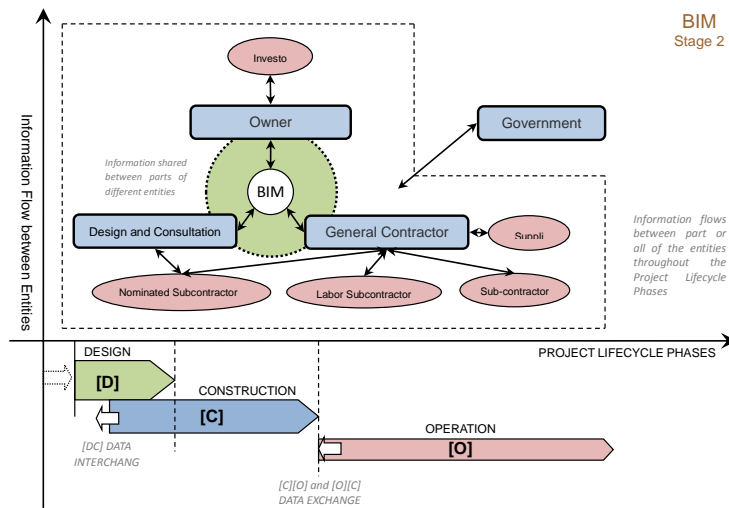 BIM
Stage 2
Investo
Owner
Government
Information shared
between parts of
different entities
BIM
Design and Consultation
General Contractor
Suppli
Information flows
between part or
all of the entities
throughout the
Project Lifecycle
Phases
Nominated Subcontractor
Labor Subcontractor
Sub-contractor
Information Flow between Entities
DESIGN
PROJECT LIFECYCLE PHASES
[D]
CONSTRUCTION
[C]
OPERATION
[O]
[DC] DATA
INTERCHANG
[C][O] and [O][C]
DATA EXCHANGE